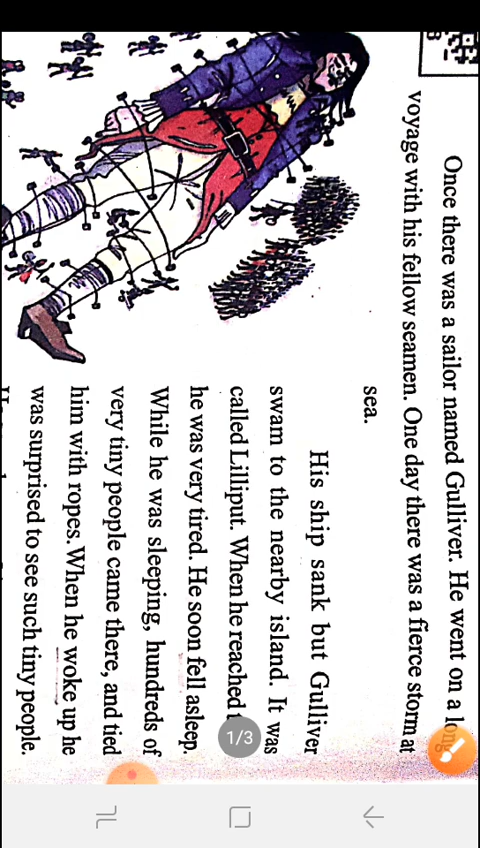 Once there was a sailor named Gulliver. He went on a long
voyage with his fellow seamen. One day there was a fierce storm at
sea.
His ship sank but Gulliver
swam to the nearby island. It was
called Lilliput. When he reached
he was very tired. He soon fell asleep.
While he was sleeping, hundreds of
very tiny people came there, and tied
him with ropes. When he woke up he
was surprised to see such tiny people.
1/3